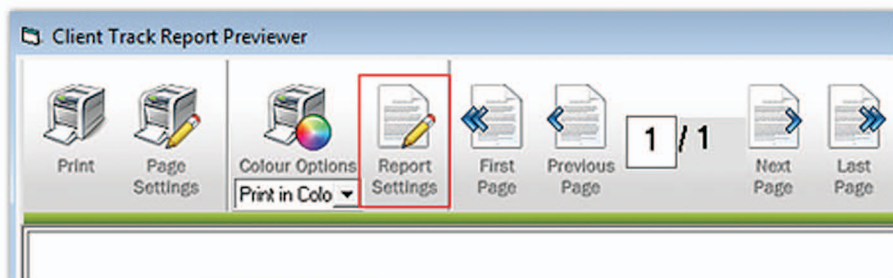 Client Track Report Previewer
Print
Page
Settings
Colour Options
Print in Colo
Report
Settings
First
Page
Previous
Page
1 / 1
Next
Page
Last
Page